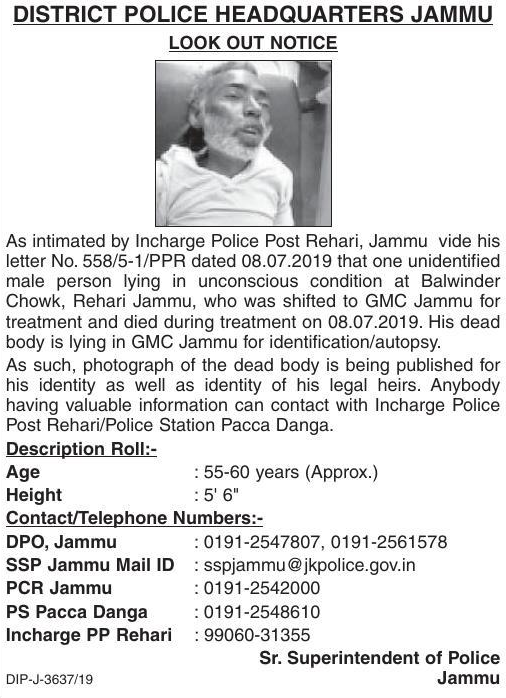 DISTRICT POLICE HEADQUARTERS JAMMU
LOOK OUT NOTICE
As intimated by Incharge Police Post Rehari, Jammu vide his
letter No. 558/5-1/PPR dated 08.07.2019 that one unidentified
male person lying in unconscious condition at Balwinder
Chowk, Rehari Jammu, who was shifted to GMC Jammu for
treatment and died during treatment on 08.07.2019. His dead
body is lying in GMC Jammu for identification/autopsy.
As such, photograph of the dead body is being published for
his identity as well as identity of his legal heirs. Anybody
having valuable information can contact with Incharge Police
Post Rehari/Police Station Pacca Danga.
Description Roll:-
Age : 55-60 years (Approx.)
Height : 5' 6"
Contact/Telephone Numbers:-
DPO, Jammu : 0191-2547807, 0191-2561578
SSP Jammu Mail ID : sspjammu@jkpolice.gov.in
PCR Jammu : 0191-2542000
PS Pacca Danga : 0191-2548610
Incharge PP Rehari : 99060-31355
Sr. Superintendent of Police
DIP-J-3637/19 Jammu